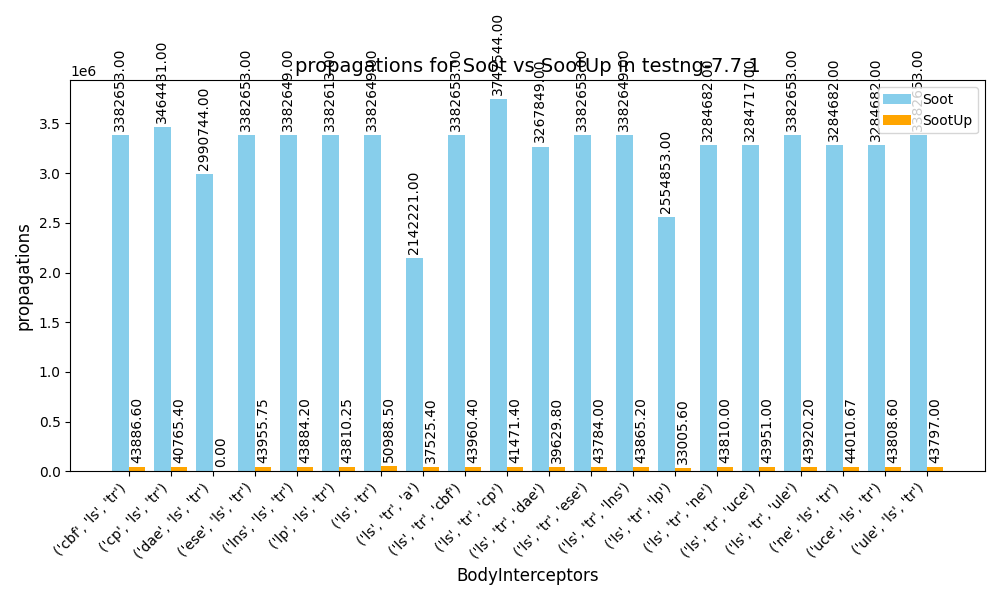 propagations for Soot vs SootUp in testng-7.7.1
1e6
Soot
SootUp
propagations
3.5
3.0
2.5
2.0
1.5
1.0
0.5
0.0
3382653.00
3464431.00
2990744.00
3382653.00
3382649.00
3382613.00
3382649.00
2142221.00
3382653.00
3742544.00
3267849.00
3382653.00
3382649.00
2554853.00
3284682.00
3284717.00
3382653.00
3284682.00
3284682.00
3382653.00
43886.60
40765.40
0.00
43955.75
43884.20
43810.25
50988.50
37525.40
43960.40
41471.40
39629.80
43784.00
43865.20
33005.60
43810.00
43951.00
43920.20
44010.67
43808.60
43797.00
('cbf', 'ls', 'tr')
('cp', 'ls', 'tr')
('dae', 'ls', 'tr')
('ese', 'ls', 'tr')
('lns', 'ls', 'tr')
('lp', 'ls', 'tr')
('ls', 'tr')
('ls', 'tr', 'a')
('ls', 'tr', 'cbf')
('ls', 'tr', 'cp')
('ls', 'tr', 'dae')
('ls', 'tr', 'ese')
('ls', 'tr', 'lns')
('ls', 'tr', 'lp')
('ls', 'tr', 'ne')
('ls', 'tr', 'uce')
('ls', 'tr', 'ule')
('ne', 'ls', 'tr')
('uce', 'ls', 'tr')
('ule', 'ls', 'tr')
BodyInterceptors